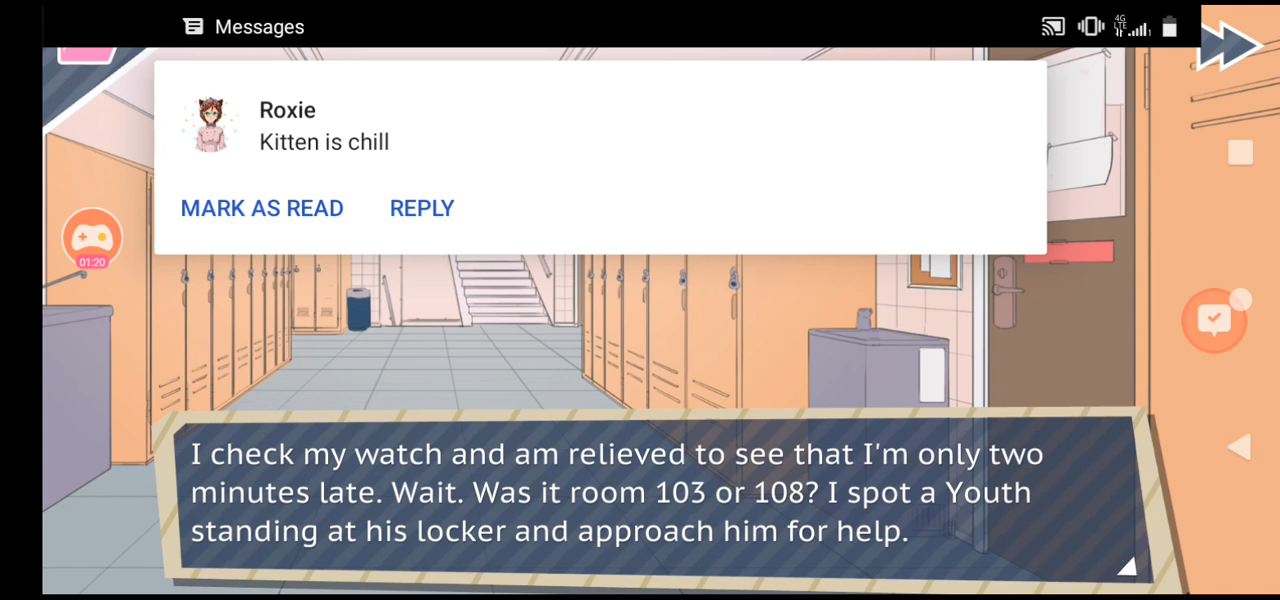 Messages
4G
LTE
Roxie
Kitten is chill
MARK AS READ
REPLY
01:20
I check my watch and am relieved to see that I'm only two
minutes late. Wait. Was it room 103 or 108? I spot a Youth
standing at his locker and approach him for help.